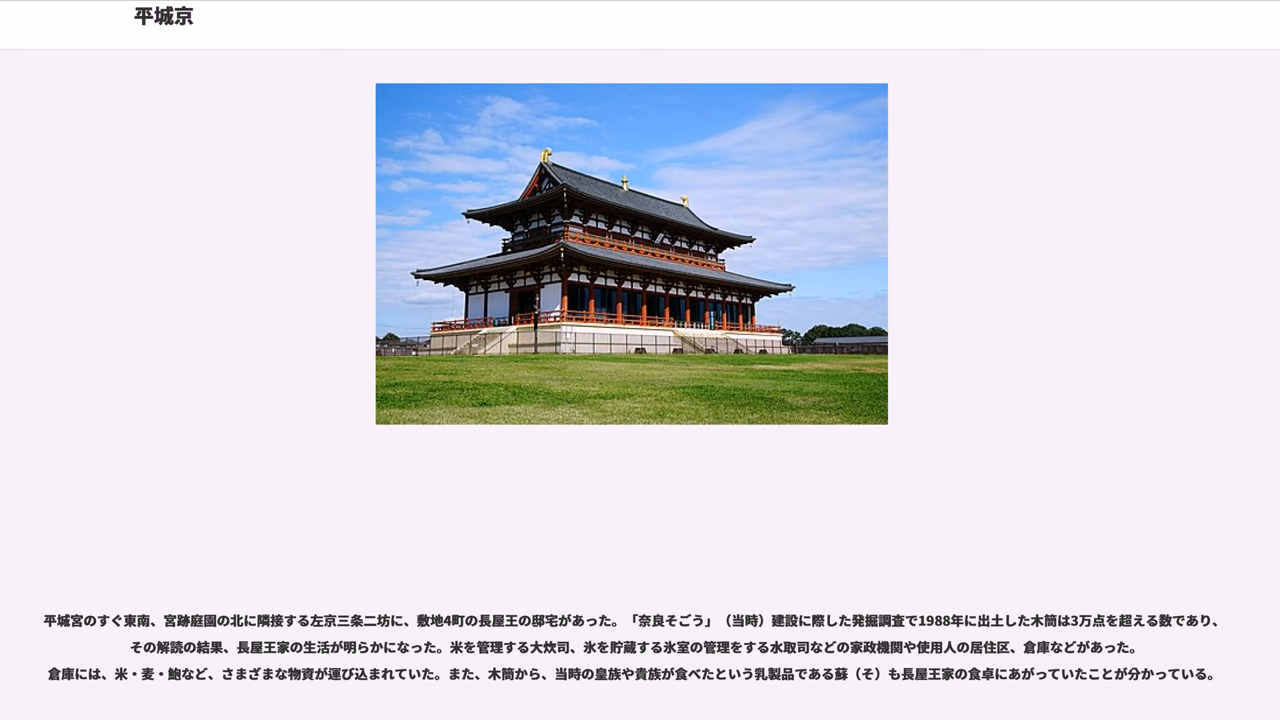 平城京
平城宮のすぐ東南、宮跡庭園の北に隣接する左京三条二坊に、敷地4町の長屋王の邸宅があった。「奈良そごう」（当時）建設に際した発掘調査で1988年に出土した木簡は3万点を超える数であり、
その解読の結果、長屋王家の生活が明らかになった。米を管理する大炊司、氷を貯蔵する氷室の管理をする水取司などの家政機関や使用人の居住区、倉庫などがあった。
倉庫には、米・麦・鮑など、さまざまな物資が運び込まれていた。また、木簡から、当時の皇族や貴族が食べたという乳製品である蘇（そ）も長屋王家の食卓にあがっていたことが分かっている。